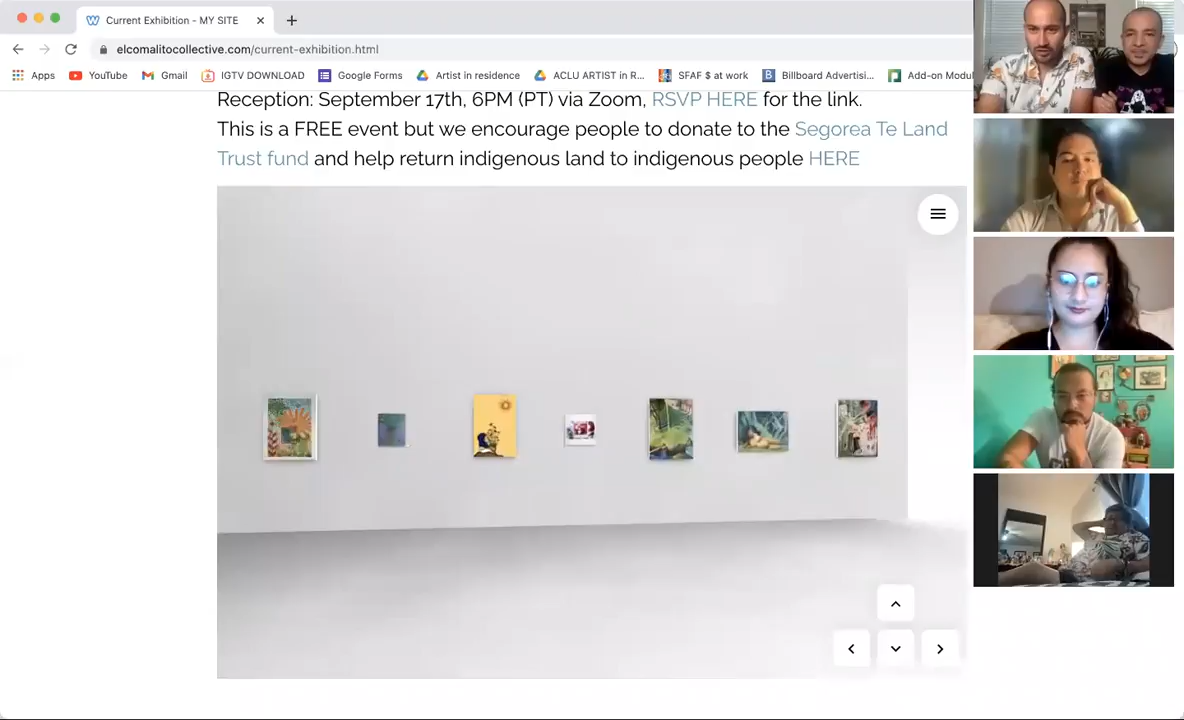 Current Exhibition - MY SITE
elcomalitocollective.com/current-exhibition.html
Apps YouTube Gmail IGTV DOWNLOAD Google Forms Artist in residence ACLU ARTIST in R... SFAF $ at work Billboard Advertisi... Add-on Modul
Reception: September 17th, 6PM (PT) via Zoom, RSVP HERE for the link.
This is a FREE event but we encourage people to donate to the Segorea Te Land
Trust fund and help return indigenous land to indigenous people HERE